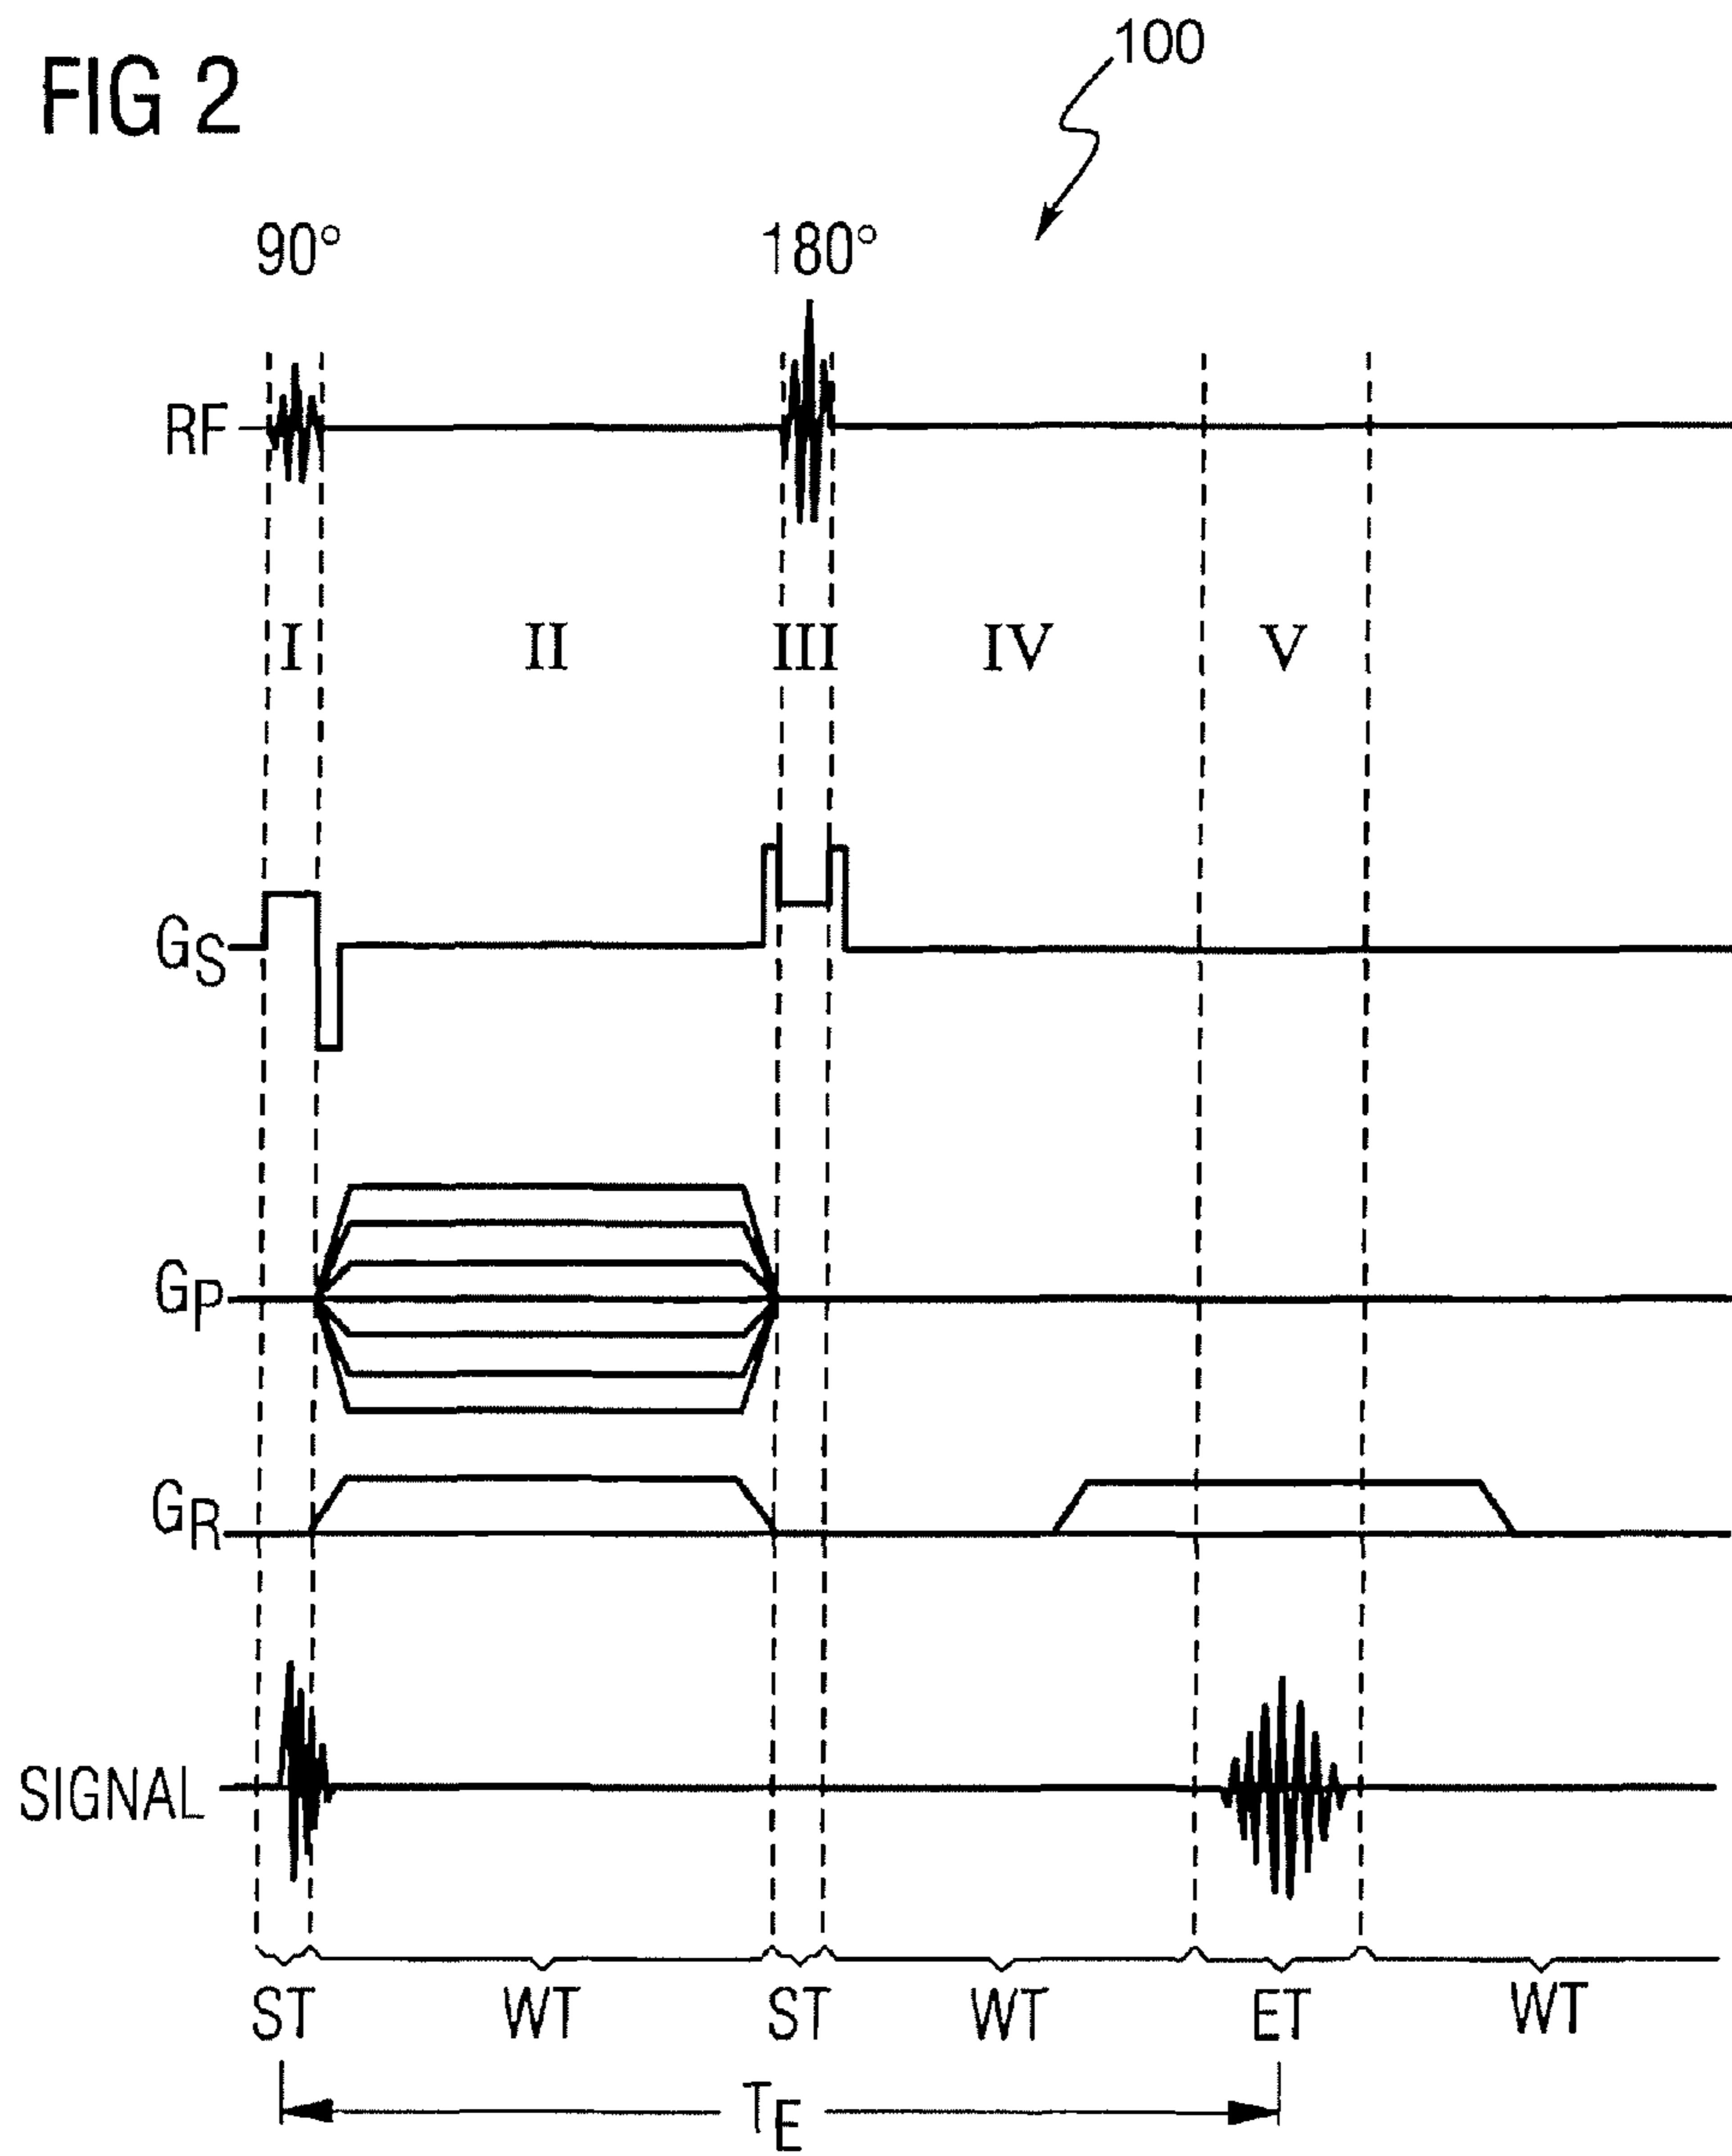 FIG 2
100
90° 180°
RF
I II III IV V
GS
GP
GR
SIGNAL
ST WT ST WT ET WT
TE